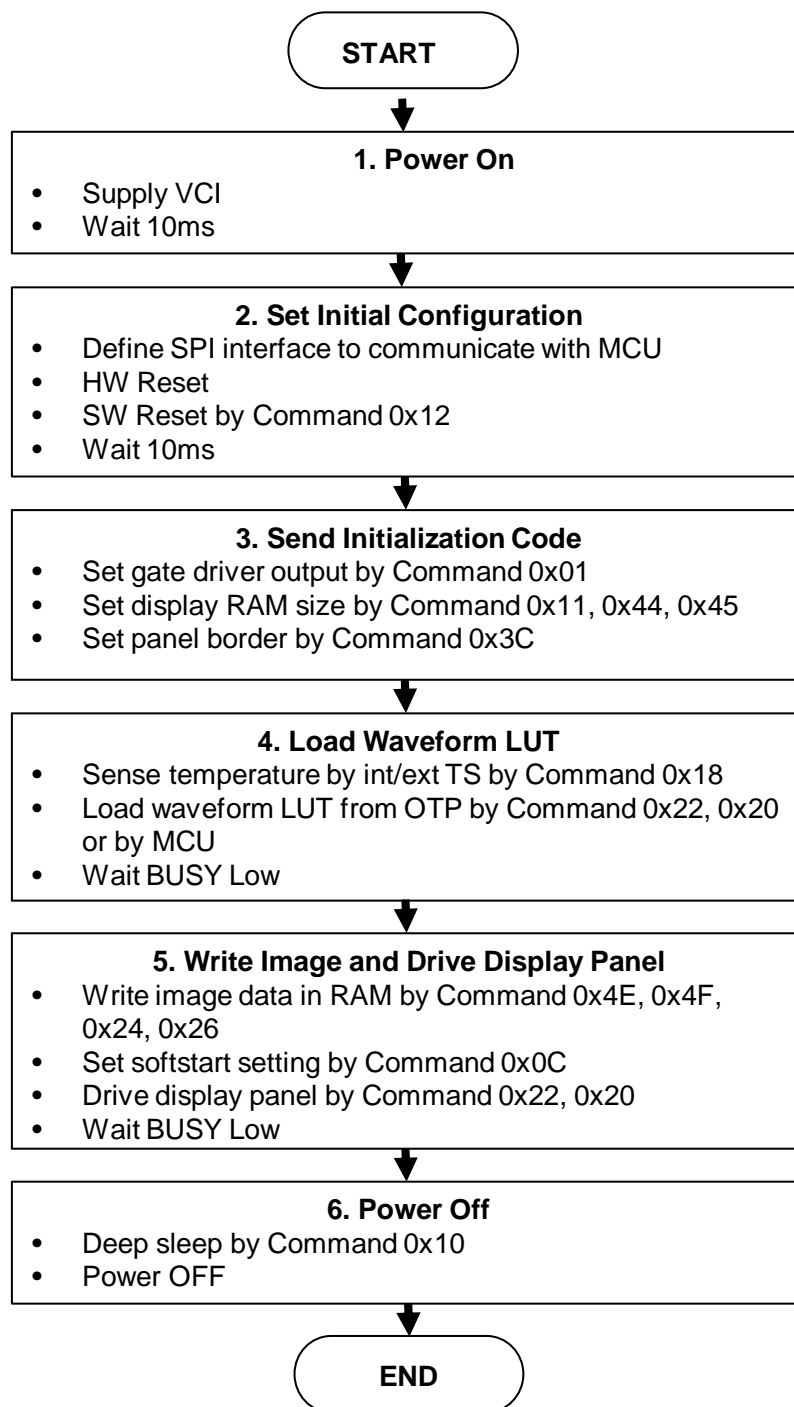 START
1. Power On
• Supply VCI
• Wait 10ms
2. Set Initial Configuration
• Define SPI interface to communicate with MCU
• HW Reset
• SW Reset by Command 0x12
• Wait 10ms
3. Send Initialization Code
• Set gate driver output by Command 0x01
• Set display RAM size by Command 0x11, 0x44, 0x45
• Set panel border by Command 0x3C
4. Load Waveform LUT
• Sense temperature by int/ext TS by Command 0x18
• Load waveform LUT from OTP by Command 0x22, 0x20
or by MCU
• Wait BUSY Low
5. Write Image and Drive Display Panel
• Write image data in RAM by Command 0x4E, 0x4F,
0x24, 0x26
• Set softstart setting by Command 0x0C
• Drive display panel by Command 0x22, 0x20
• Wait BUSY Low
6. Power Off
• Deep sleep by Command 0x10
• Power OFF
END